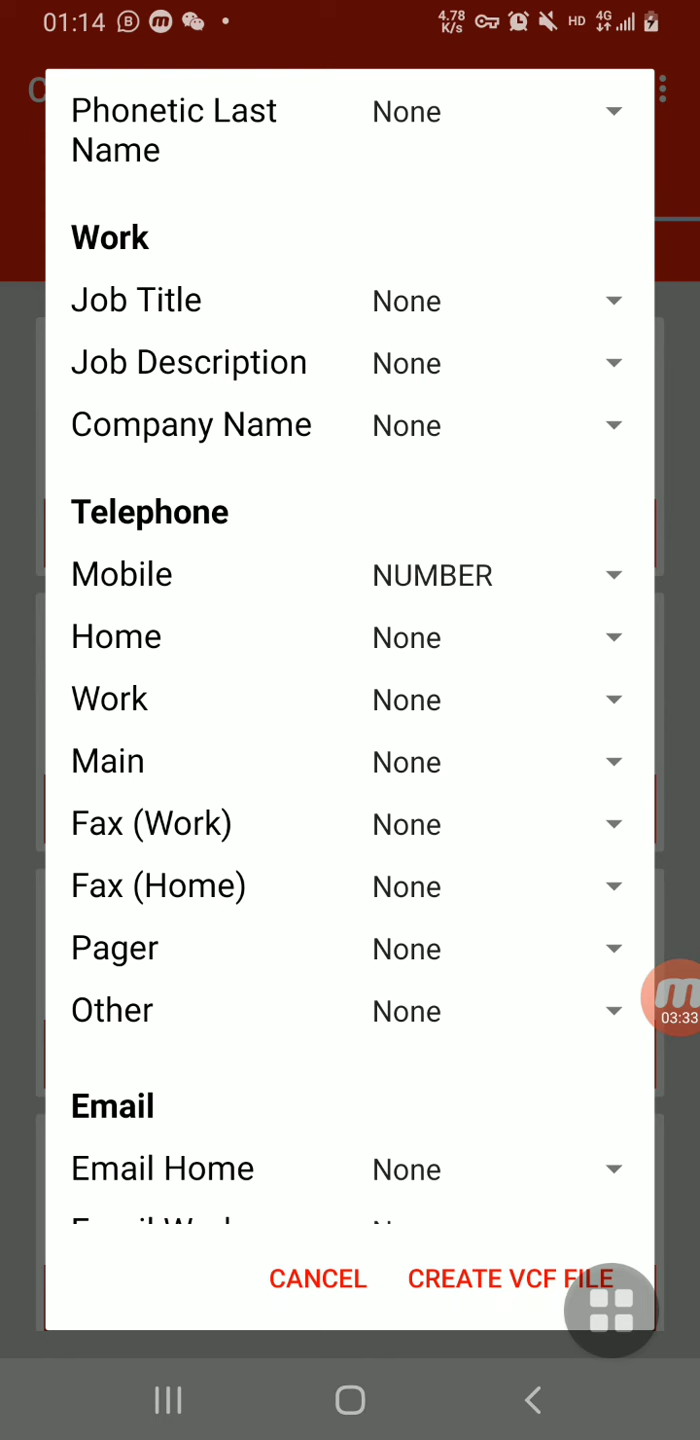 01:14
4.78
K/s
HD
4G
Phonetic Last
Name
None
Work
Job Title
None
Job Description
None
Company Name
None
Telephone
Mobile
NUMBER
Home
None
Work
None
Main
None
Fax (Work)
None
Fax (Home)
None
Pager
None
Other
None
03:33
Email
Email Home
None
CANCEL
CREATE VCF FILE